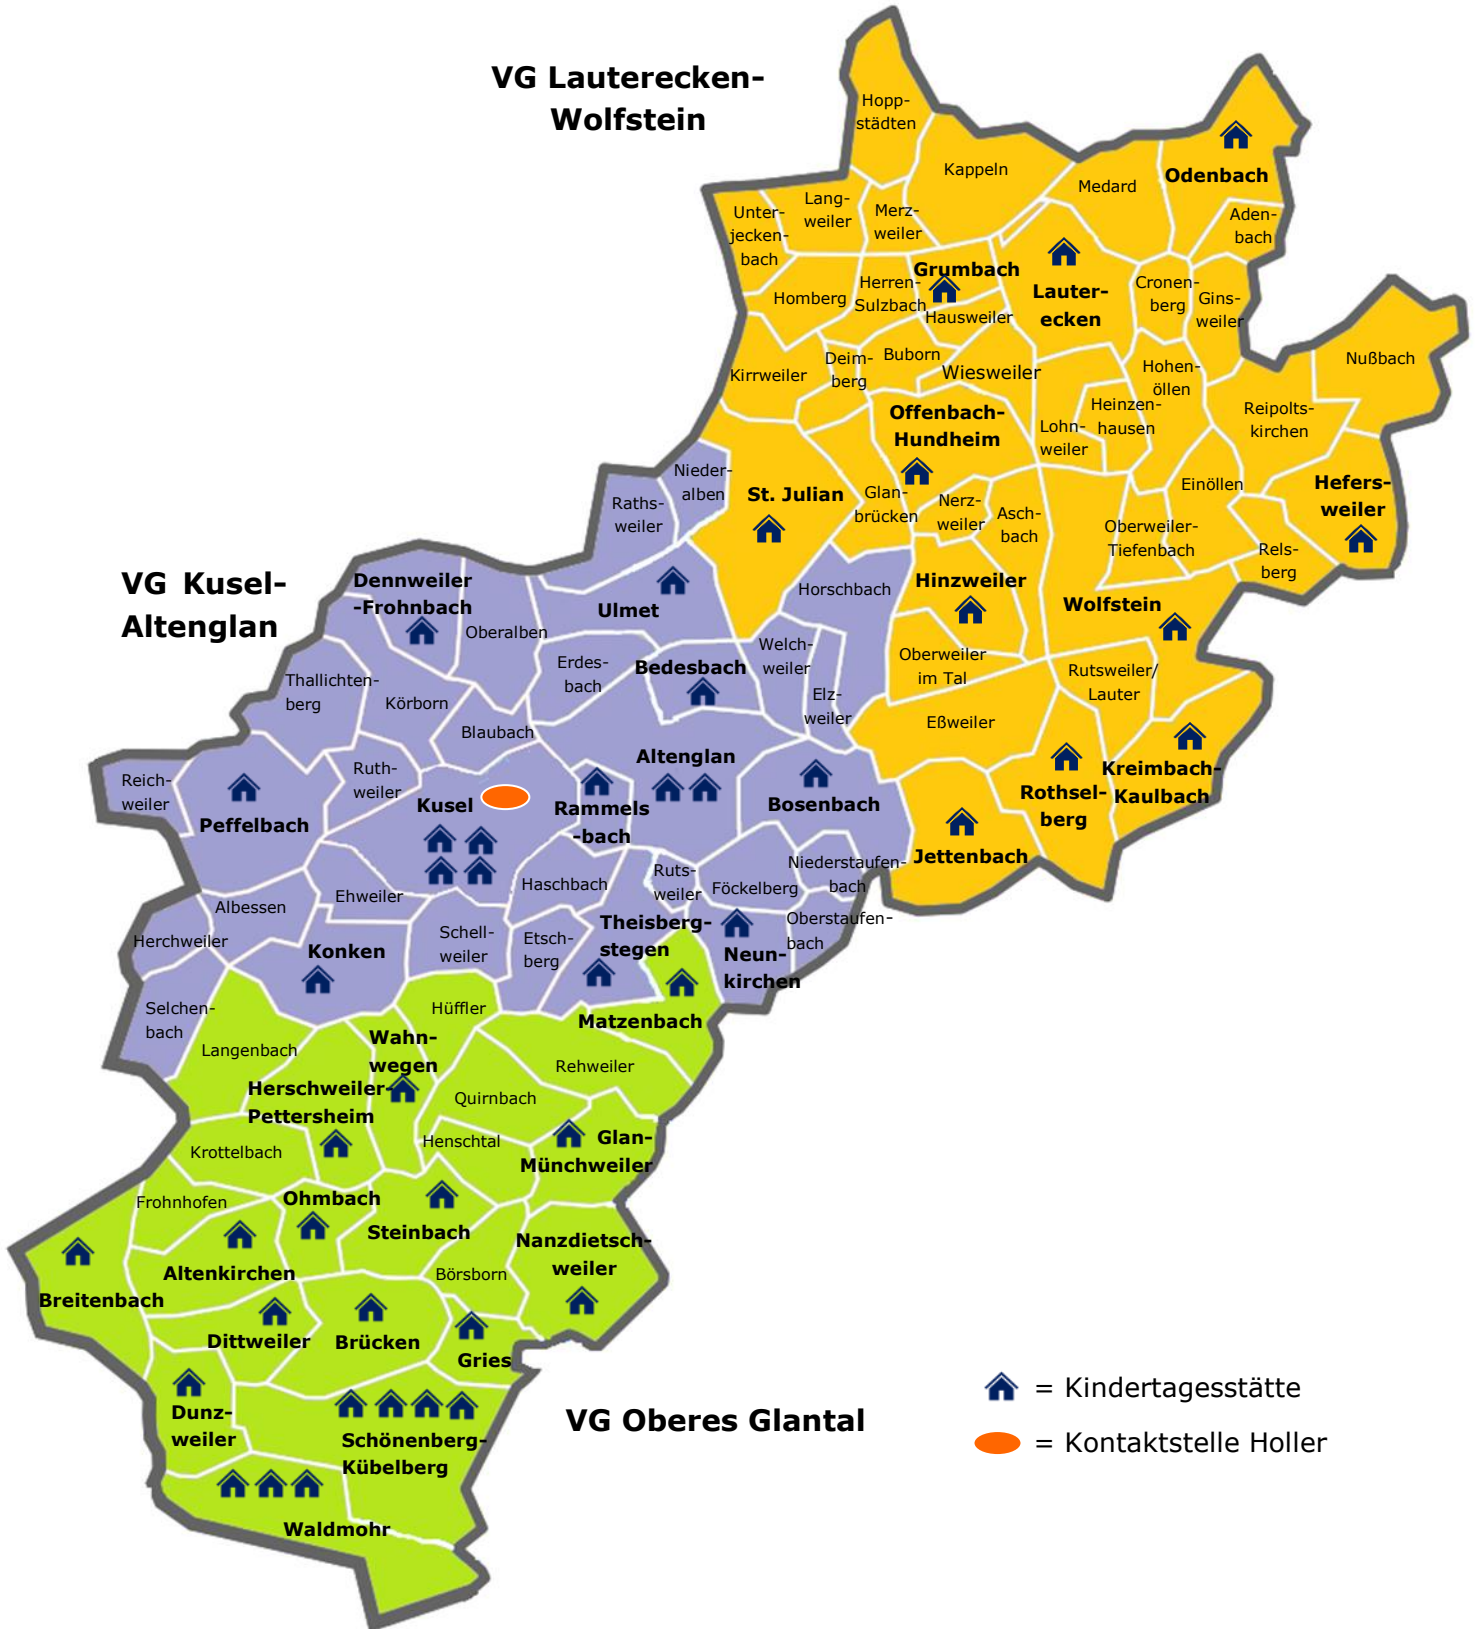 VG Lauterecken-
Wolfstein
Hopp-
städten
Kappeln
Medard
Odenbach
Aden-
bach
Unter-
jecken-
bach
Lang-
weiler
Merz-
weiler
Grumbach
Homberg
Herren-
Sulzbach
Hausweiler
Lauter-
ecken
Cronen-
berg
Gins-
weiler
Kirrweiler
Deim-
berg
Buborn
Wiesweiler
Hohen-
öllen
Heinzen-
hausen
Lohn-
weiler
Reipolts-
kirchen
Nußbach
Offenbach-
Hundheim
St. Julian
Glan-
brücken
Nerz-
weiler
Asch-
bach
Einöllen
Oberweiler-
Tiefenbach
Hefers-
weiler
Rels-
berg
Hinzweiler
Wolfstein
Oberweiler
im Tal
Rutsweiler/
Lauter
Eßweiler
Kreimbach-
Kaulbach
Rothsel-
berg
Jettenbach
VG Kusel-
Altenglan
Nieder-
alben
Raths-
weiler
Dennweiler
-Frohnbach
Oberalben
Ulmet
Horschbach
Erdes-
bach
Bedesbach
Welch-
weiler
Elz-
weiler
Thallichten-
berg
Körborn
Blaubach
Altenglan
Reich-
weiler
Ruth-
weiler
Peffelbach
Kusel
Rammels
-bach
Bosenbach
Niederstaufen-
bach
Ruts-
weiler
Föckelberg
Haschbach
Ehweiler
Albessen
Herchweiler
Konken
Schell-
weiler
Etsch-
berg
Theisberg-
stegen
Oberstaufen-
bach
Neun-
kirchen
Selchen-
bach
Langenbach
Hüffler
Matzenbach
Wahn-
wegen
Rehweiler
Herschweiler-
Pettersheim
Quirnbach
Krottelbach
Henschtal
Glan-
Münchweiler
Frohnhofen
Ohmbach
Steinbach
Nanzdietsch-
weiler
Altenkirchen
Börsborn
Breitenbach
Dittweiler
Brücken
Gries
Dunz-
weiler
Schönenberg-
Kübelberg
Waldmohr
VG Oberes Glantal
= Kindertagesstätte
= Kontaktstelle Holler